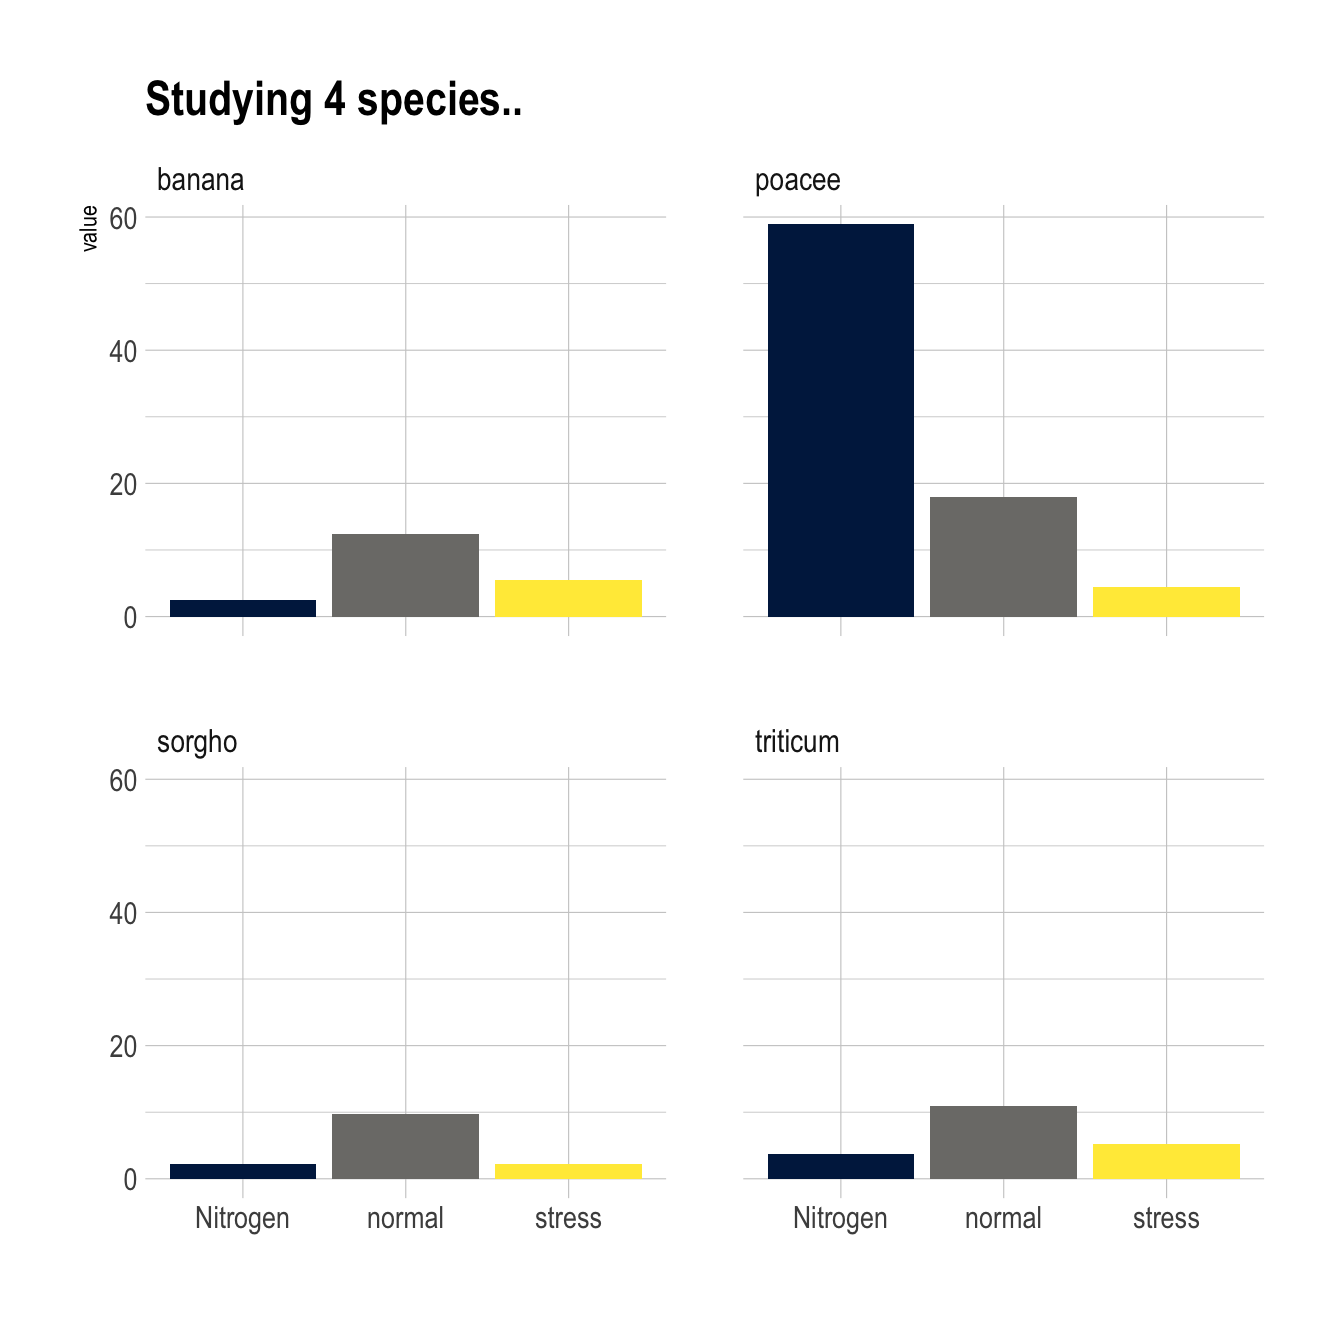 Studying 4 species..
banana
poacee
value
60
40
20
0
sorgho
triticum
60
40
20
0
Nitrogen normal stress Nitrogen normal stress